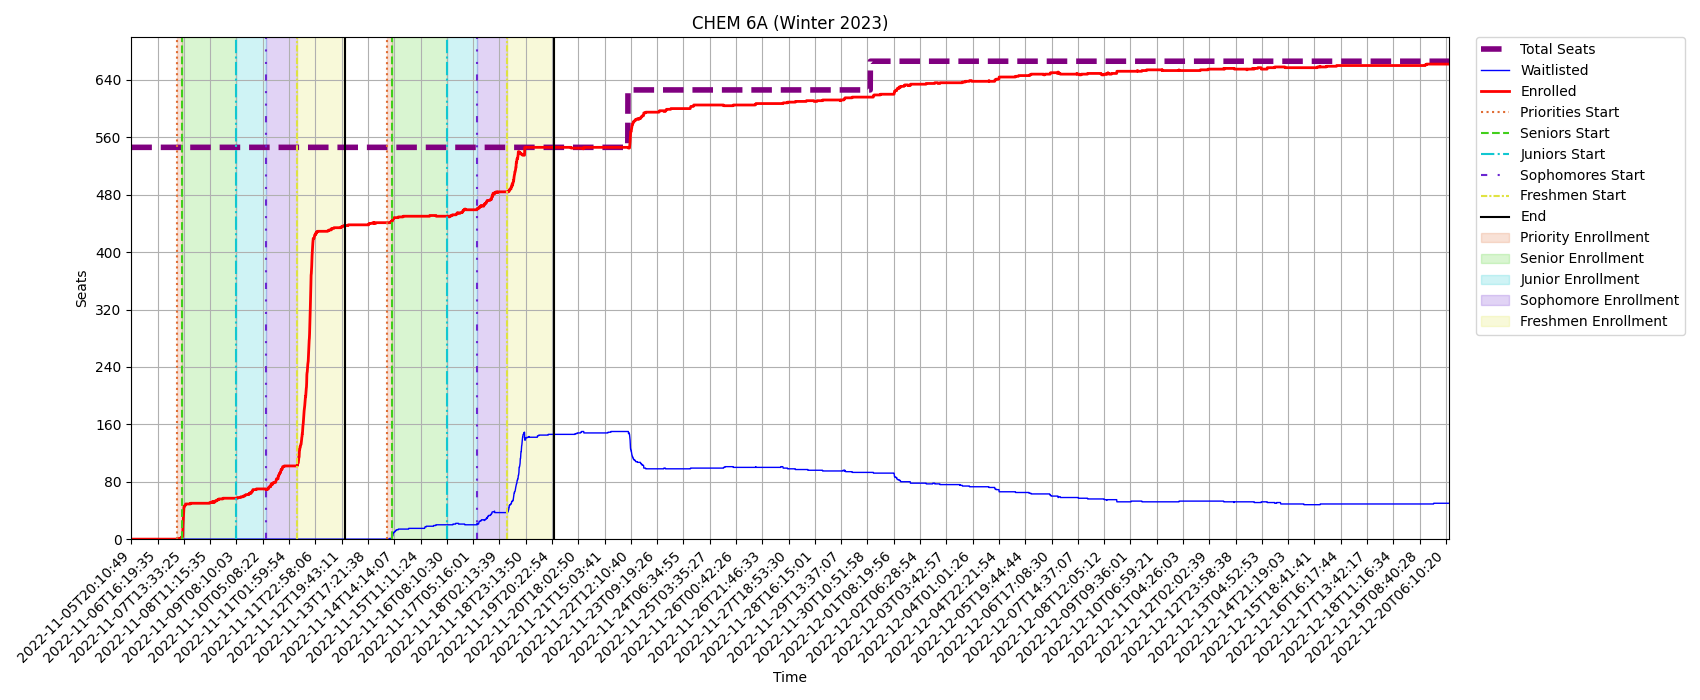 CHEM 6A (Winter 2023)
Seats
640
560
480
400
320
240
160
80
0
2022-11-05T20:10:49
2022-11-06T16:19:35
2022-11-07T13:33:25
2022-11-08T11:15:35
2022-11-09T08:10:03
2022-11-10T05:08:22
2022-11-11T01:59:54
2022-11-11T22:58:06
2022-11-12T19:43:11
2022-11-13T17:21:38
2022-11-14T14:14:07
2022-11-15T11:11:24
2022-11-16T08:10:30
2022-11-17T05:16:01
2022-11-18T02:13:39
2022-11-18T23:13:50
2022-11-19T20:22:54
2022-11-20T18:02:50
2022-11-21T15:03:41
2022-11-22T12:10:40
2022-11-23T09:19:26
2022-11-24T06:34:55
2022-11-25T03:35:27
2022-11-26T00:42:26
2022-11-26T21:46:33
2022-11-27T18:53:30
2022-11-28T16:15:01
2022-11-29T13:37:07
2022-11-30T10:51:58
2022-12-01T08:19:56
2022-12-02T06:28:54
2022-12-03T03:42:57
2022-12-04T01:01:26
2022-12-04T22:21:54
2022-12-05T19:44:44
2022-12-06T17:08:30
2022-12-07T14:37:07
2022-12-08T12:05:12
2022-12-09T09:36:01
2022-12-10T06:59:21
2022-12-11T04:26:03
2022-12-12T02:02:39
2022-12-12T23:58:38
2022-12-13T04:52:53
2022-12-14T21:19:03
2022-12-15T18:41:41
2022-12-16T16:17:44
2022-12-17T13:42:17
2022-12-18T11:16:34
2022-12-19T08:40:28
2022-12-20T06:10:20
Time
Total Seats
Waitlisted
Enrolled
Priorities Start
Seniors Start
Juniors Start
Sophomores Start
Freshmen Start
End
Priority Enrollment
Senior Enrollment
Junior Enrollment
Sophomore Enrollment
Freshmen Enrollment